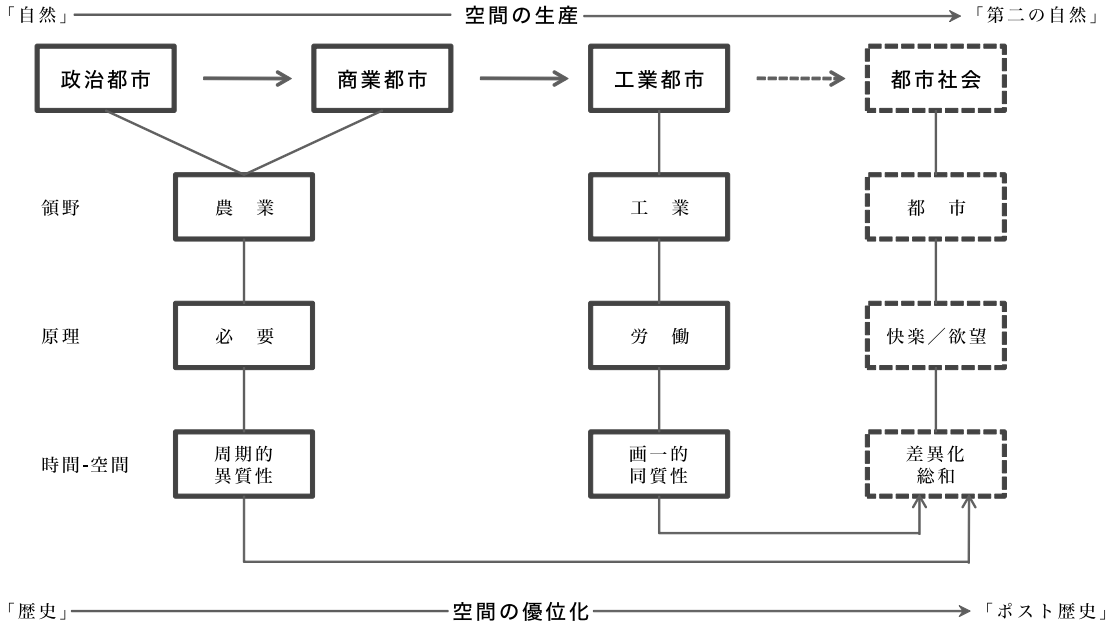 「自然」 空間の生産 「第二の自然」
政治都市 商業都市 工業都市 都市社会
領野 農　業 工　業 都　市
原理 必　要 労　働 快楽／欲望
時間-空間
周期的
異質性
画一的
同質性
差異化
総和
「歴史」 空間の優位化 「ポスト歴史」